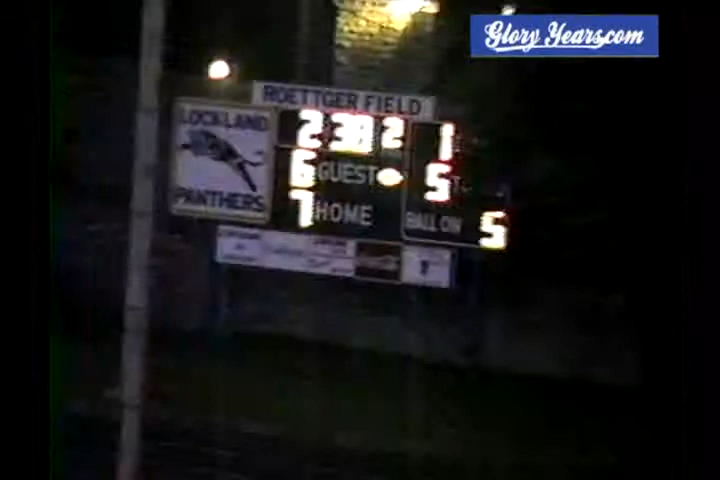 Glory Years.com
ROETTGER FIELD
LOCKLAND
PANTHERS
2 38 2 1
6 GUEST 5
7 HOME
BALL ON 5